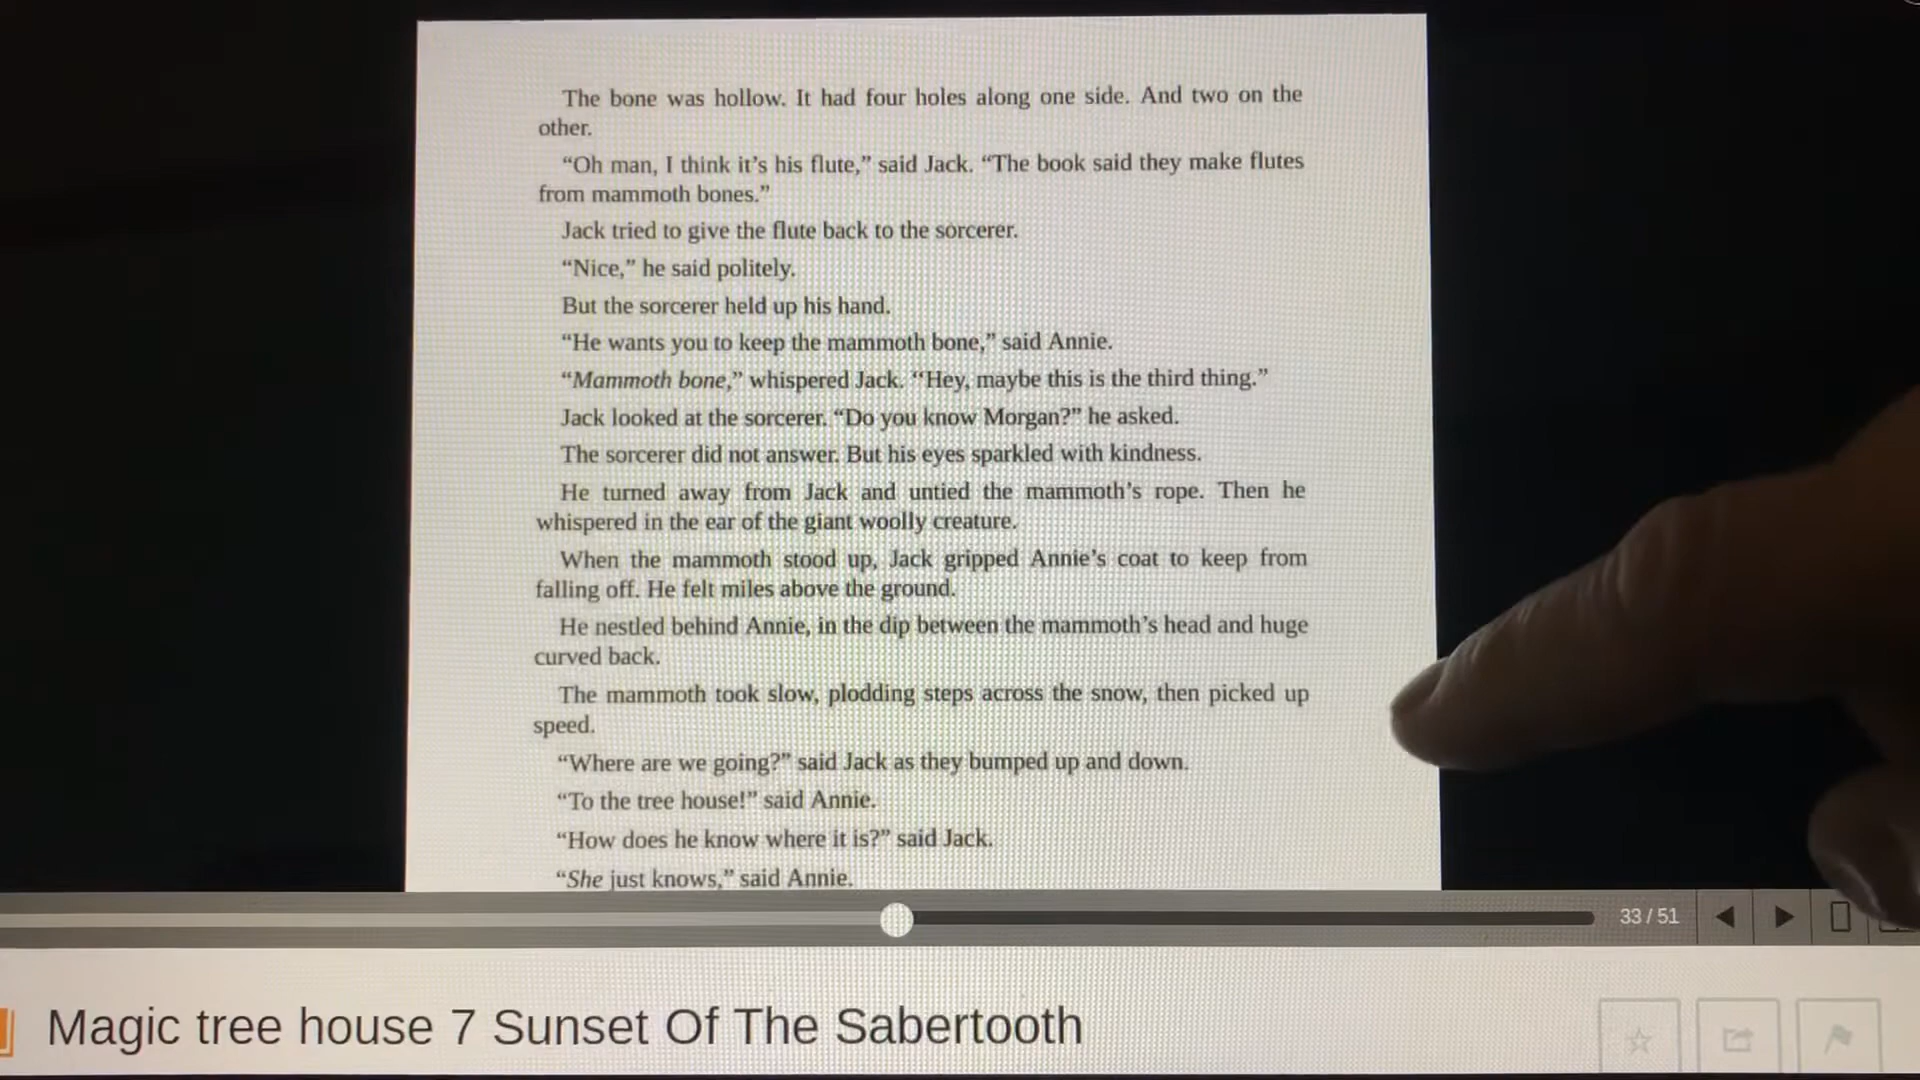 The bone was hollow. It had four holes along one side. And two on the
other.
“Oh man, I think it’s his flute,” said Jack. “The book said they make flutes
from mammoth bones.”
Jack tried to give the flute back to the sorcerer.
“Nice,” he said politely.
But the sorcerer held up his hand.
“He wants you to keep the mammoth bone,” said Annie.
“Mammoth bone,” whispered Jack. “Hey, maybe this is the third thing.”
Jack looked at the sorcerer. “Do you know Morgan?” he asked.
The sorcerer did not answer. But his eyes sparkled with kindness.
He turned away from Jack and untied the mammoth’s rope. Then he
whispered in the ear of the giant woolly creature.
When the mammoth stood up, Jack gripped Annie’s coat to keep from
falling off. He felt miles above the ground.
He nestled behind Annie, in the dip between the mammoth’s head and huge
curved back.
The mammoth took slow, plodding steps across the snow, then picked up
speed.
“Where are we going?” said Jack as they bumped up and down.
“To the tree house!” said Annie.
“How does he know where it is?” said Jack.
“She just knows,” said Annie.
33 / 51
Magic tree house 7 Sunset Of The Sabertooth